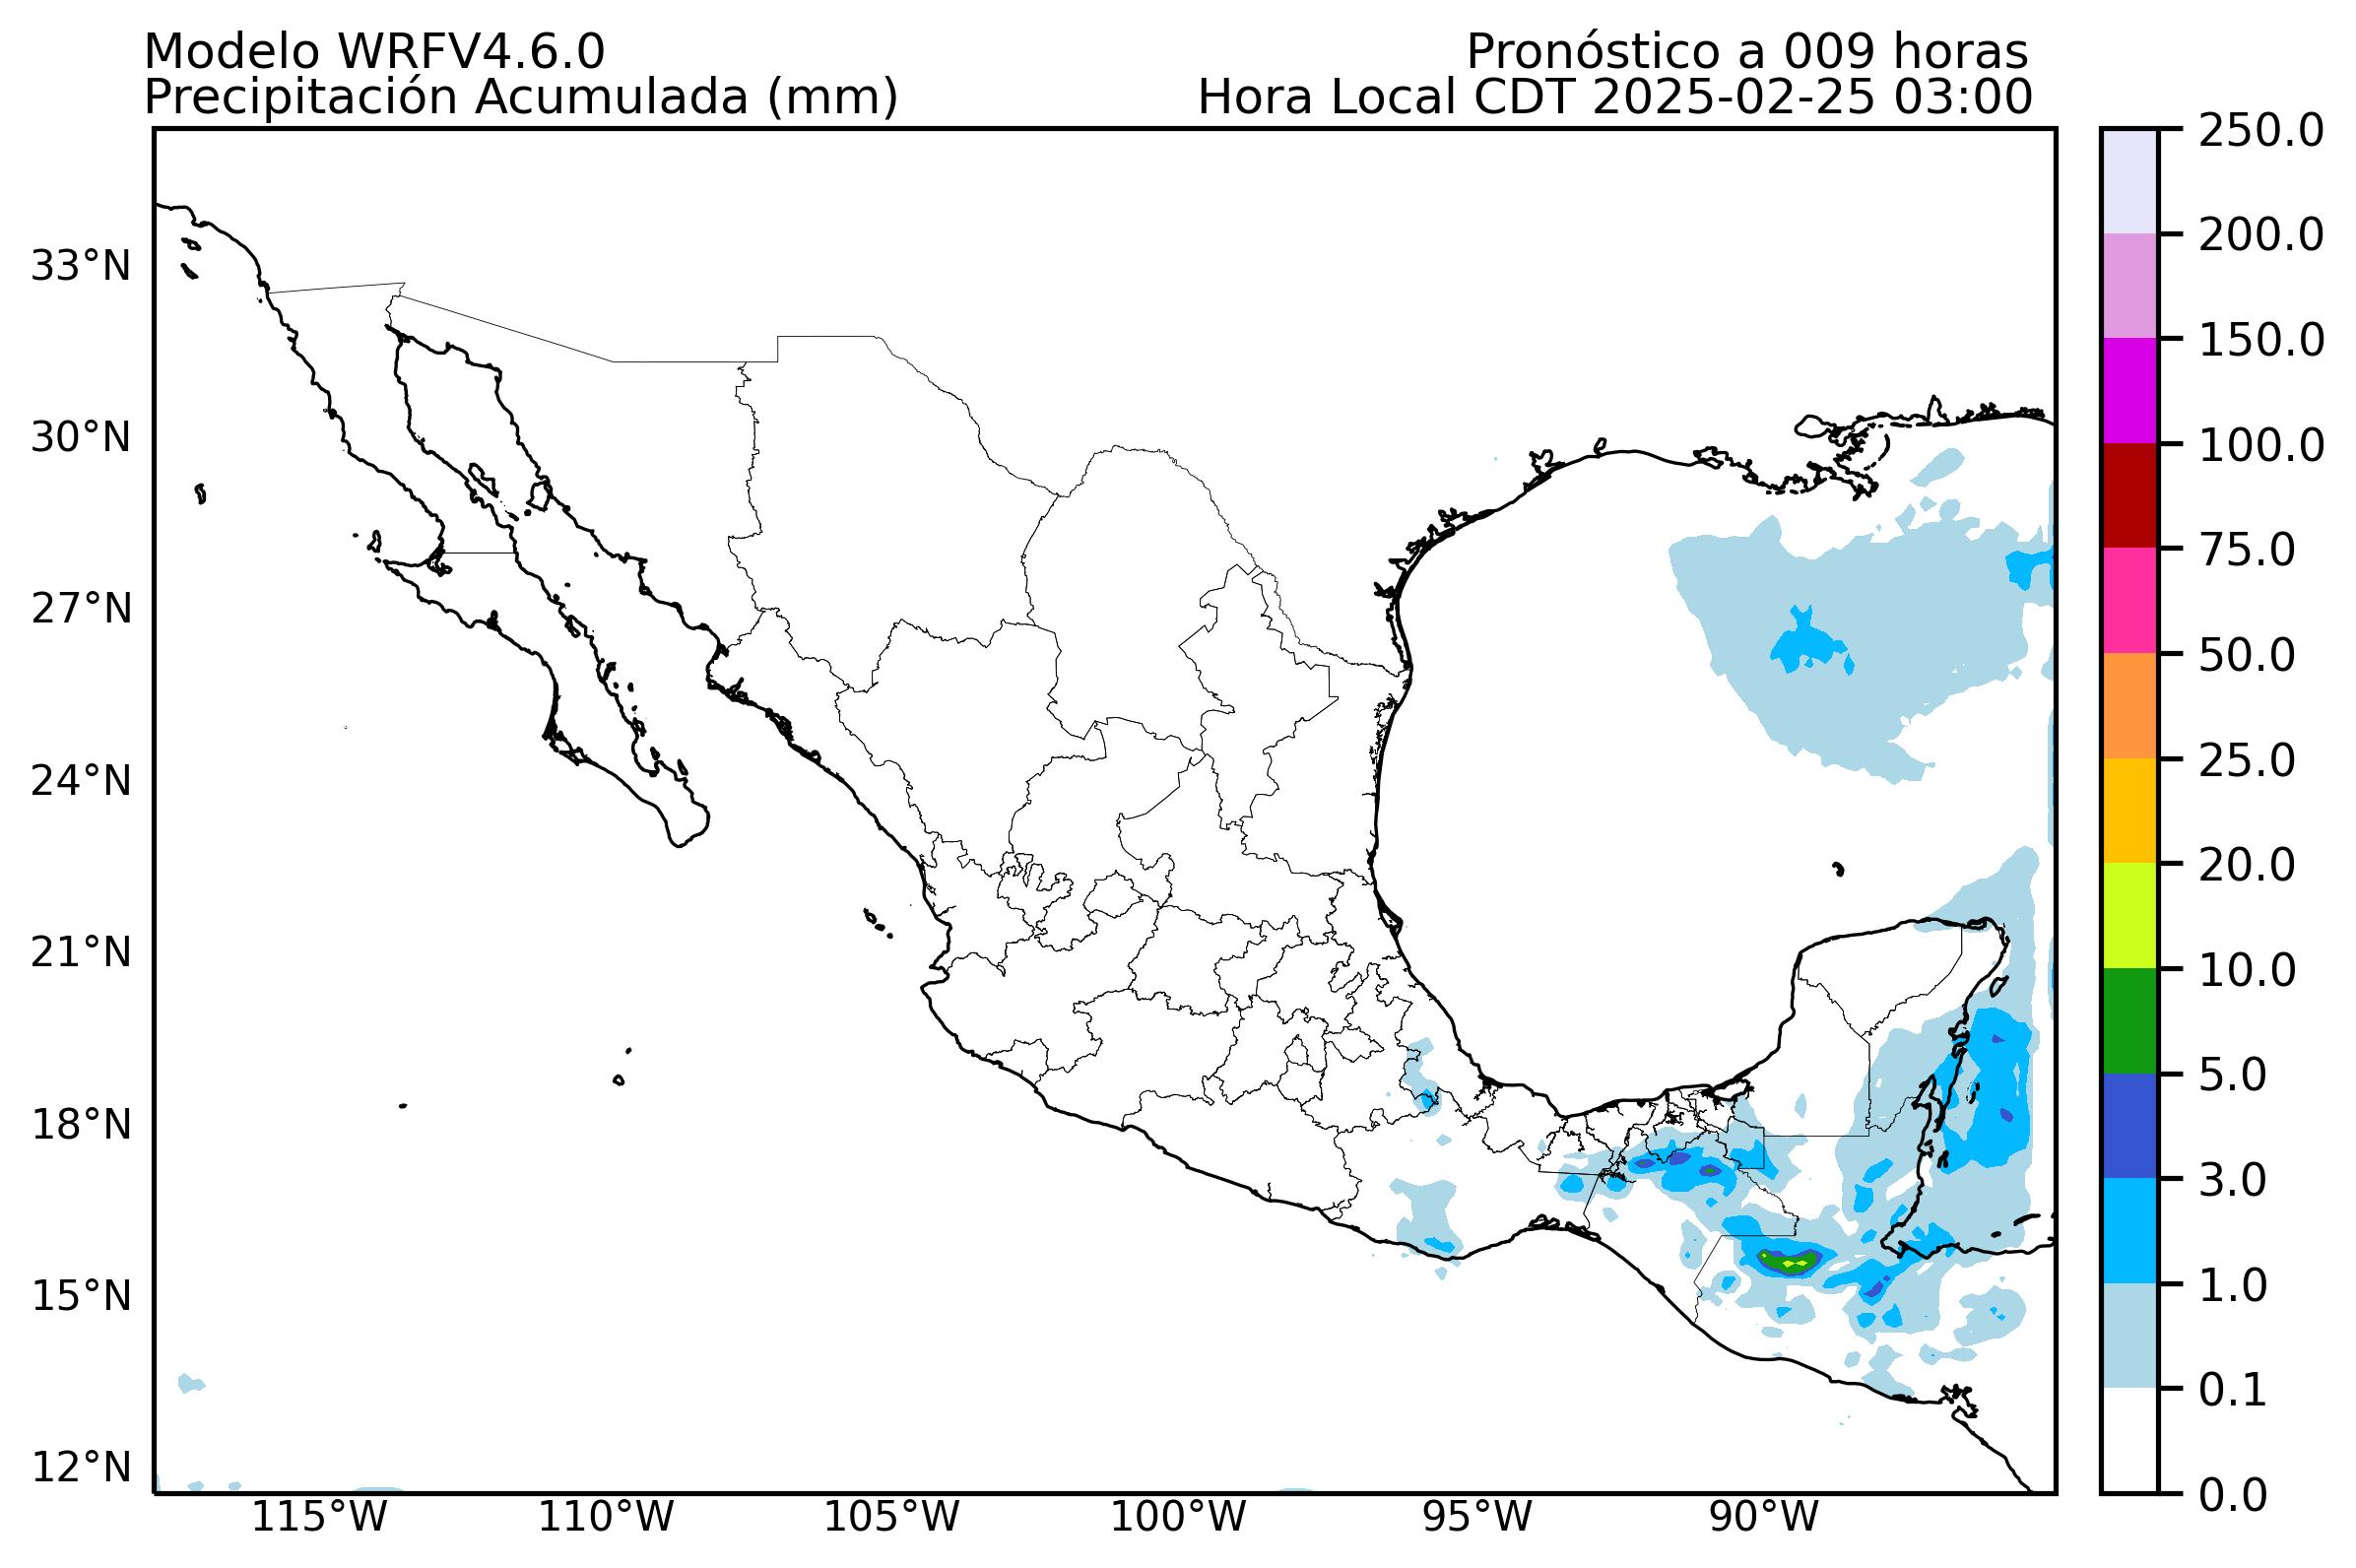 Modelo WRFV4.6.0
Pronóstico a 009 horas
Precipitación Acumulada (mm)
Hora Local CDT 2025-02-25 03:00
250.0
200.0
150.0
100.0
75.0
50.0
25.0
20.0
10.0
5.0
3.0
1.0
0.1
0.0
33°N
30°N
27°N
24°N
21°N
18°N
15°N
12°N
115°W
110°W
105°W
100°W
95°W
90°W